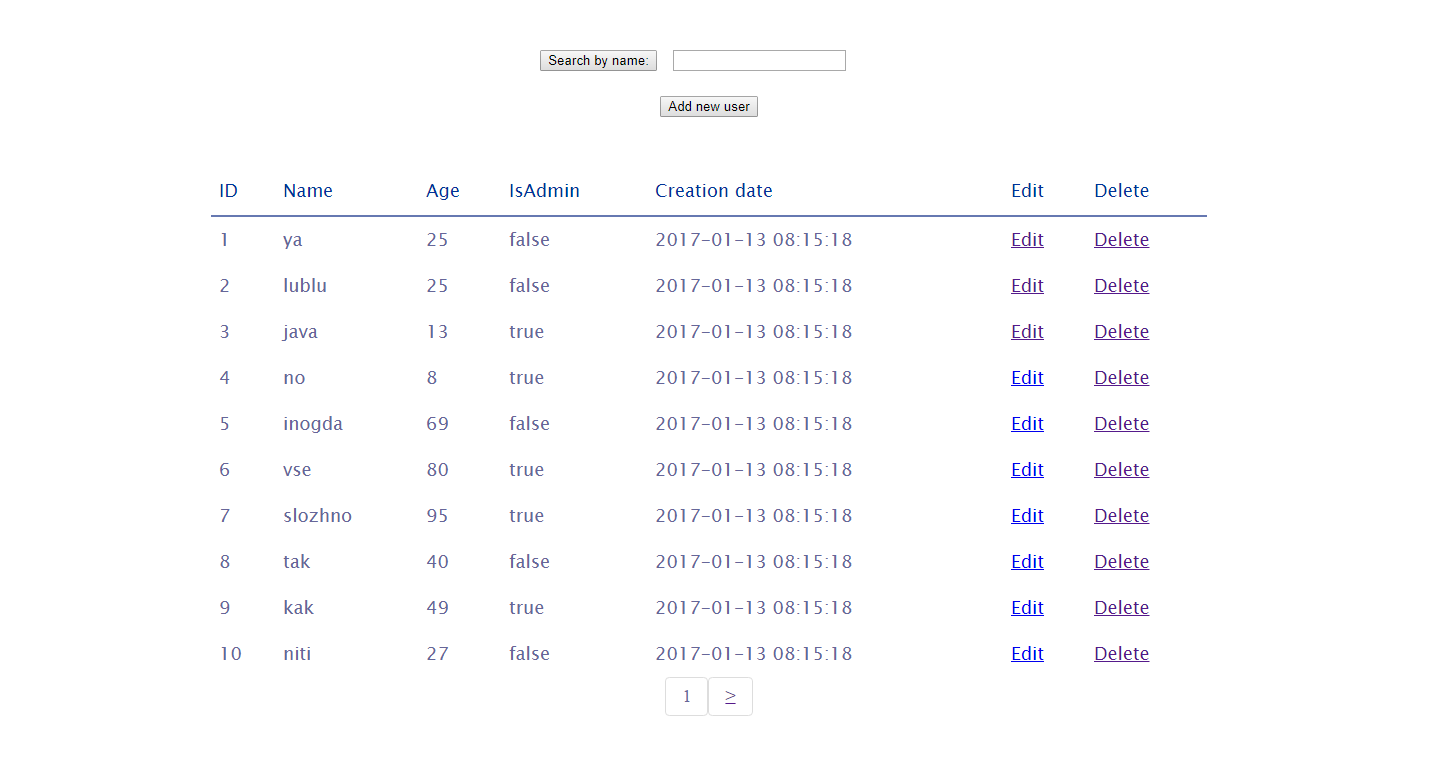 Search by name:
Add new user
ID Name Age IsAdmin Creation date Edit Delete
1 ya 25 false 2017-01-13 08:15:18 Edit Delete
2 lublu 25 false 2017-01-13 08:15:18 Edit Delete
3 java 13 true 2017-01-13 08:15:18 Edit Delete
4 no 8 true 2017-01-13 08:15:18 Edit Delete
5 inogda 69 false 2017-01-13 08:15:18 Edit Delete
6 vse 80 true 2017-01-13 08:15:18 Edit Delete
7 slozhno 95 true 2017-01-13 08:15:18 Edit Delete
8 tak 40 false 2017-01-13 08:15:18 Edit Delete
9 kak 49 true 2017-01-13 08:15:18 Edit Delete
10 niti 27 false 2017-01-13 08:15:18 Edit Delete
1 >